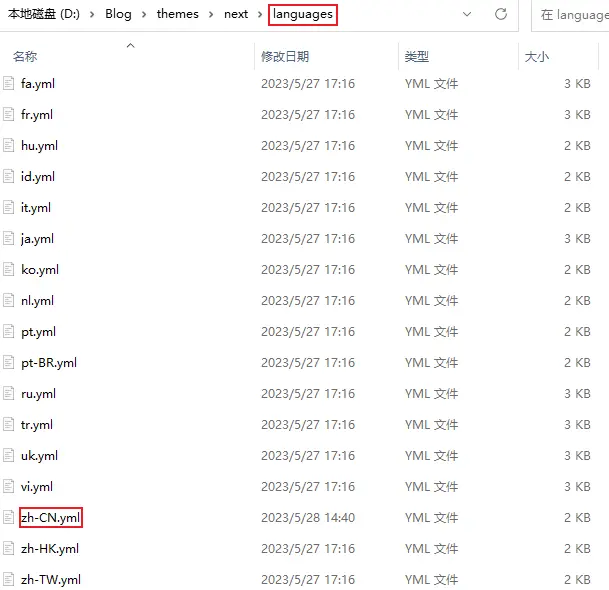 本地磁盘 (D:) › Blog › themes › next › languages 在 language
名称 修改日期 类型 大小
fa.yml 2023/5/27 17:16 YML 文件 3 KB
fr.yml 2023/5/27 17:16 YML 文件 3 KB
hu.yml 2023/5/27 17:16 YML 文件 2 KB
id.yml 2023/5/27 17:16 YML 文件 2 KB
it.yml 2023/5/27 17:16 YML 文件 2 KB
ja.yml 2023/5/27 17:16 YML 文件 3 KB
ko.yml 2023/5/27 17:16 YML 文件 2 KB
nl.yml 2023/5/27 17:16 YML 文件 2 KB
pt.yml 2023/5/27 17:16 YML 文件 2 KB
pt-BR.yml 2023/5/27 17:16 YML 文件 2 KB
ru.yml 2023/5/27 17:16 YML 文件 3 KB
tr.yml 2023/5/27 17:16 YML 文件 3 KB
uk.yml 2023/5/27 17:16 YML 文件 3 KB
vi.yml 2023/5/27 17:16 YML 文件 3 KB
zh-CN.yml 2023/5/28 14:40 YML 文件 2 KB
zh-HK.yml 2023/5/27 17:16 YML 文件 2 KB
zh-TW.yml 2023/5/27 17:16 YML 文件 2 KB